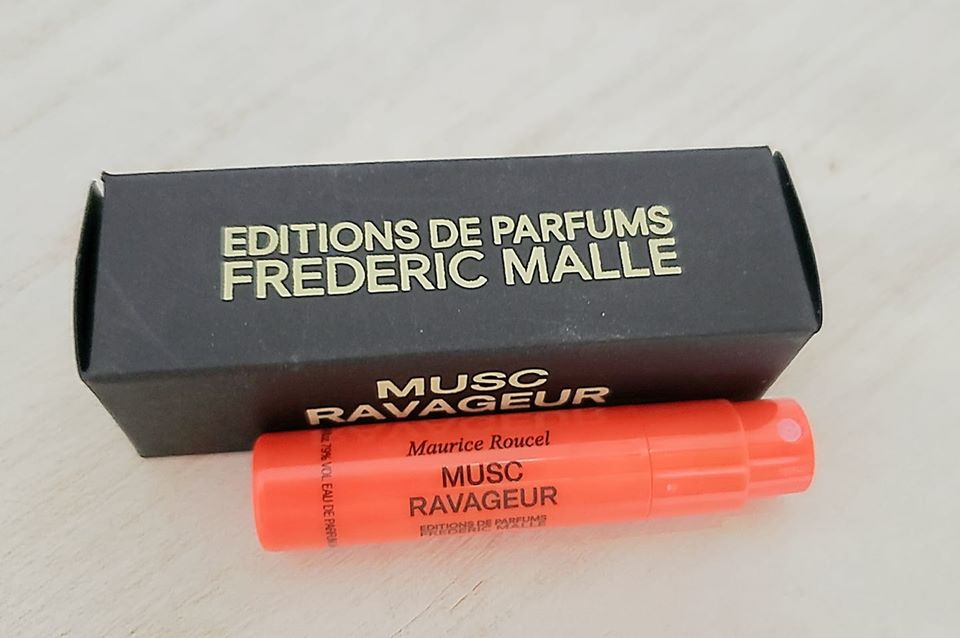 EDITIONS DE PARFUMS
FREDERIC MALLE
MUSC
RAVAGEUR
Maurice Roucel
MUSC
RAVAGEUR
EDITIONS DE PARFUMS
FREDERIC MALLE
79% VOL EAU DE PARFUM